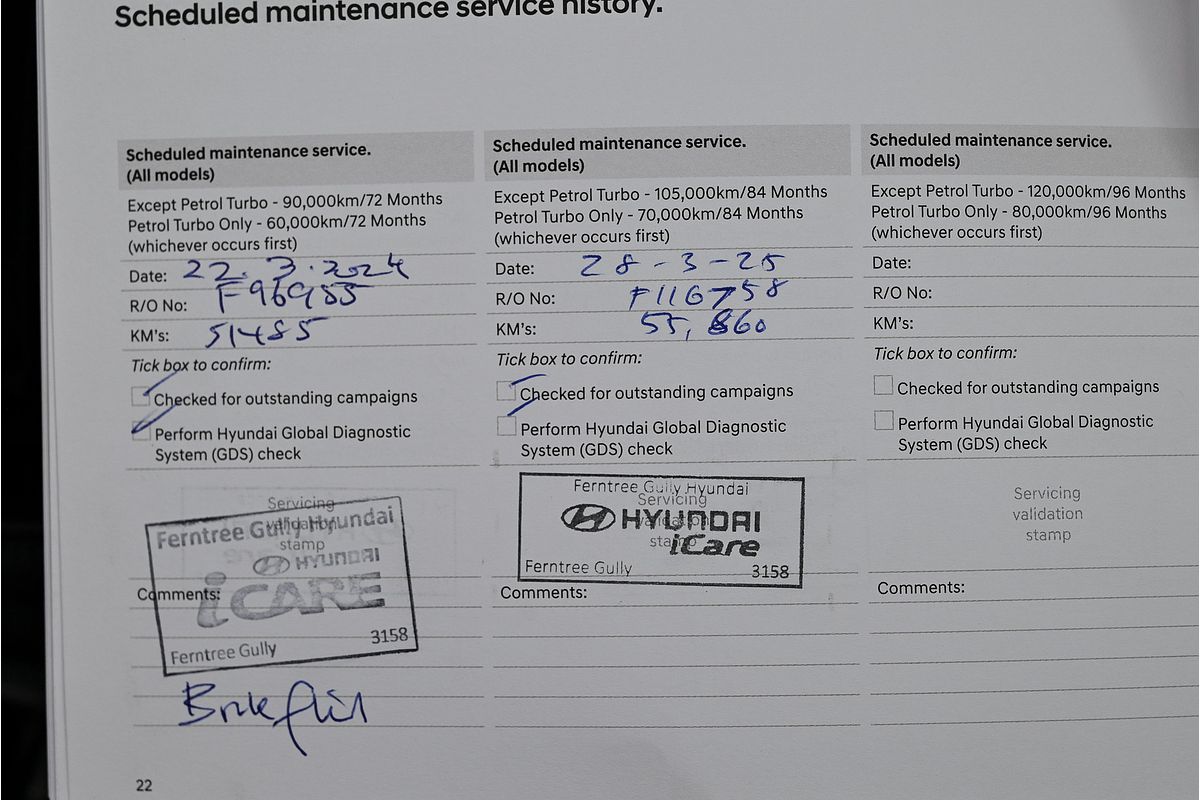 Scheduled maintenance service history.
Scheduled maintenance service.
(All models)
Except Petrol Turbo - 90,000km/72 Months
Petrol Turbo Only - 60,000km/72 Months
(whichever occurs first)
Date: 22.3.2024
R/O No: F96955
KM's: 51485
Tick box to confirm:
Checked for outstanding campaigns
Perform Hyundai Global Diagnostic
System (GDS) check
Servicing
validation
stamp
Ferntree Gully Hyundai
HYUNDAI
iCARE
Ferntree Gully 3158
Comments:
Scheduled maintenance service.
(All models)
Except Petrol Turbo - 105,000km/84 Months
Petrol Turbo Only - 70,000km/84 Months
(whichever occurs first)
Date: 28-3-25
R/O No: F116758
KM's: 55,860
Tick box to confirm:
Checked for outstanding campaigns
Perform Hyundai Global Diagnostic
System (GDS) check
Servicing
validation
stamp
Ferntree Gully Hyundai
HYUNDAI
iCare
Ferntree Gully 3158
Comments:
Scheduled maintenance service.
(All models)
Except Petrol Turbo - 120,000km/96 Months
Petrol Turbo Only - 80,000km/96 Months
(whichever occurs first)
Date:
R/O No:
KM's:
Tick box to confirm:
Checked for outstanding campaigns
Perform Hyundai Global Diagnostic
System (GDS) check
Servicing
validation
stamp
Comments:
22